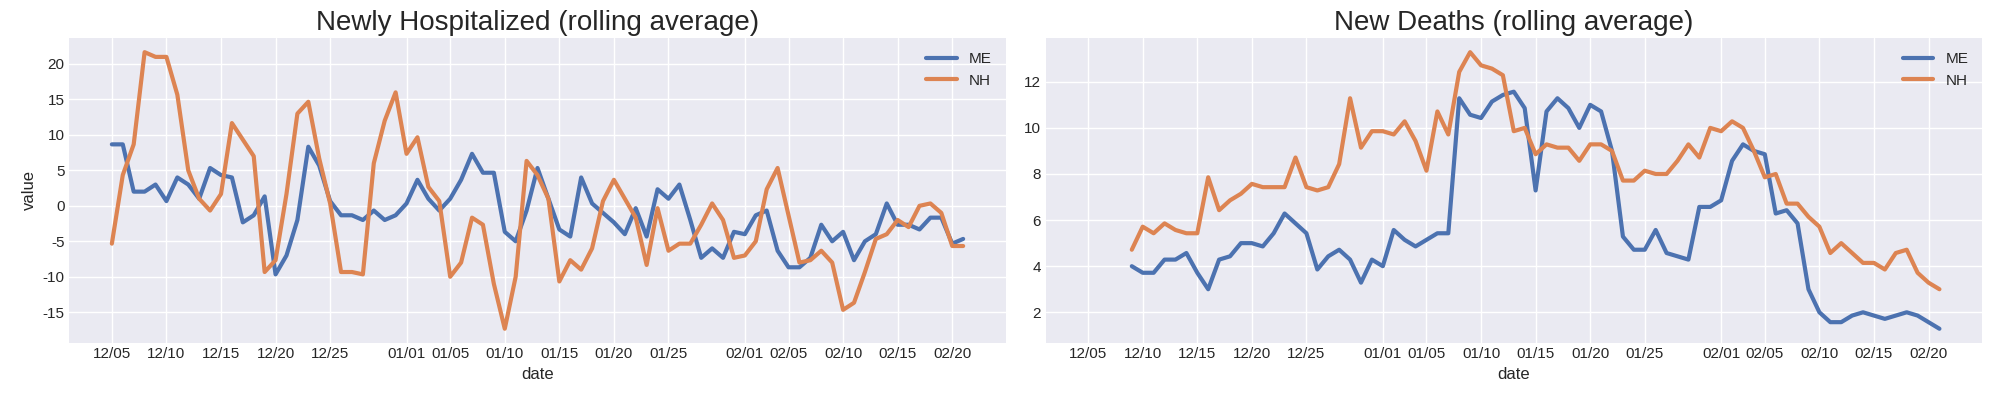 Newly Hospitalized (rolling average)
ME
NH
20
15
10
5
0
-5
-10
-15
value
12/05 12/10 12/15 12/20 12/25 01/01 01/05 01/10 01/15 01/20 01/25 02/01 02/05 02/10 02/15 02/20
date
New Deaths (rolling average)
ME
NH
12
10
8
6
4
2
12/05 12/10 12/15 12/20 12/25 01/01 01/05 01/10 01/15 01/20 01/25 02/01 02/05 02/10 02/15 02/20
date